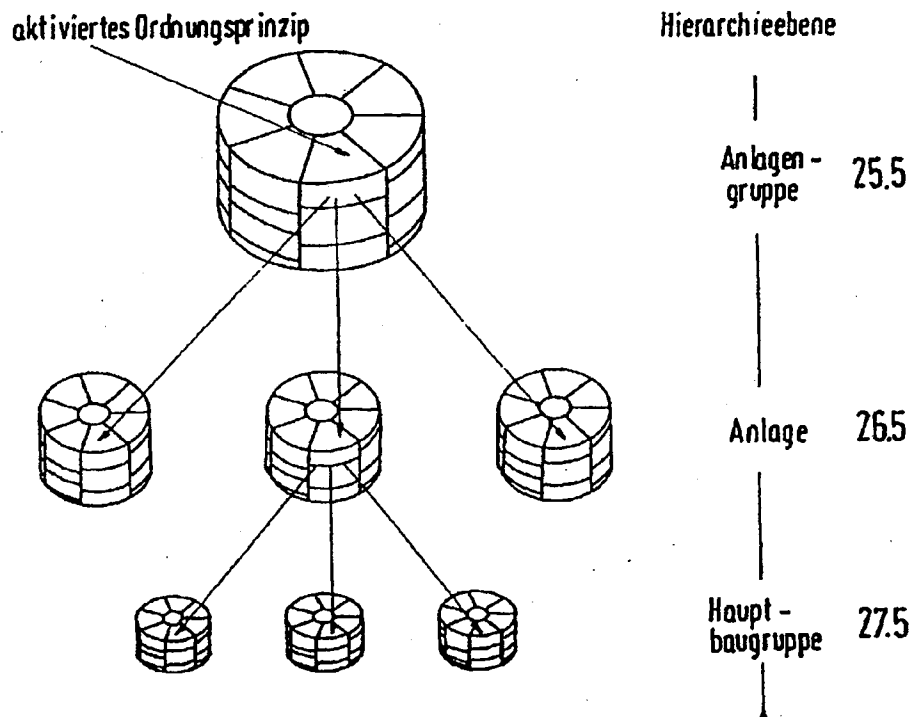 aktiviertes Ordnungsprinzip
Hierarchieebene
Anlagen-
gruppe
25.5
Anlage
26.5
Haupt-
baugruppe
27.5